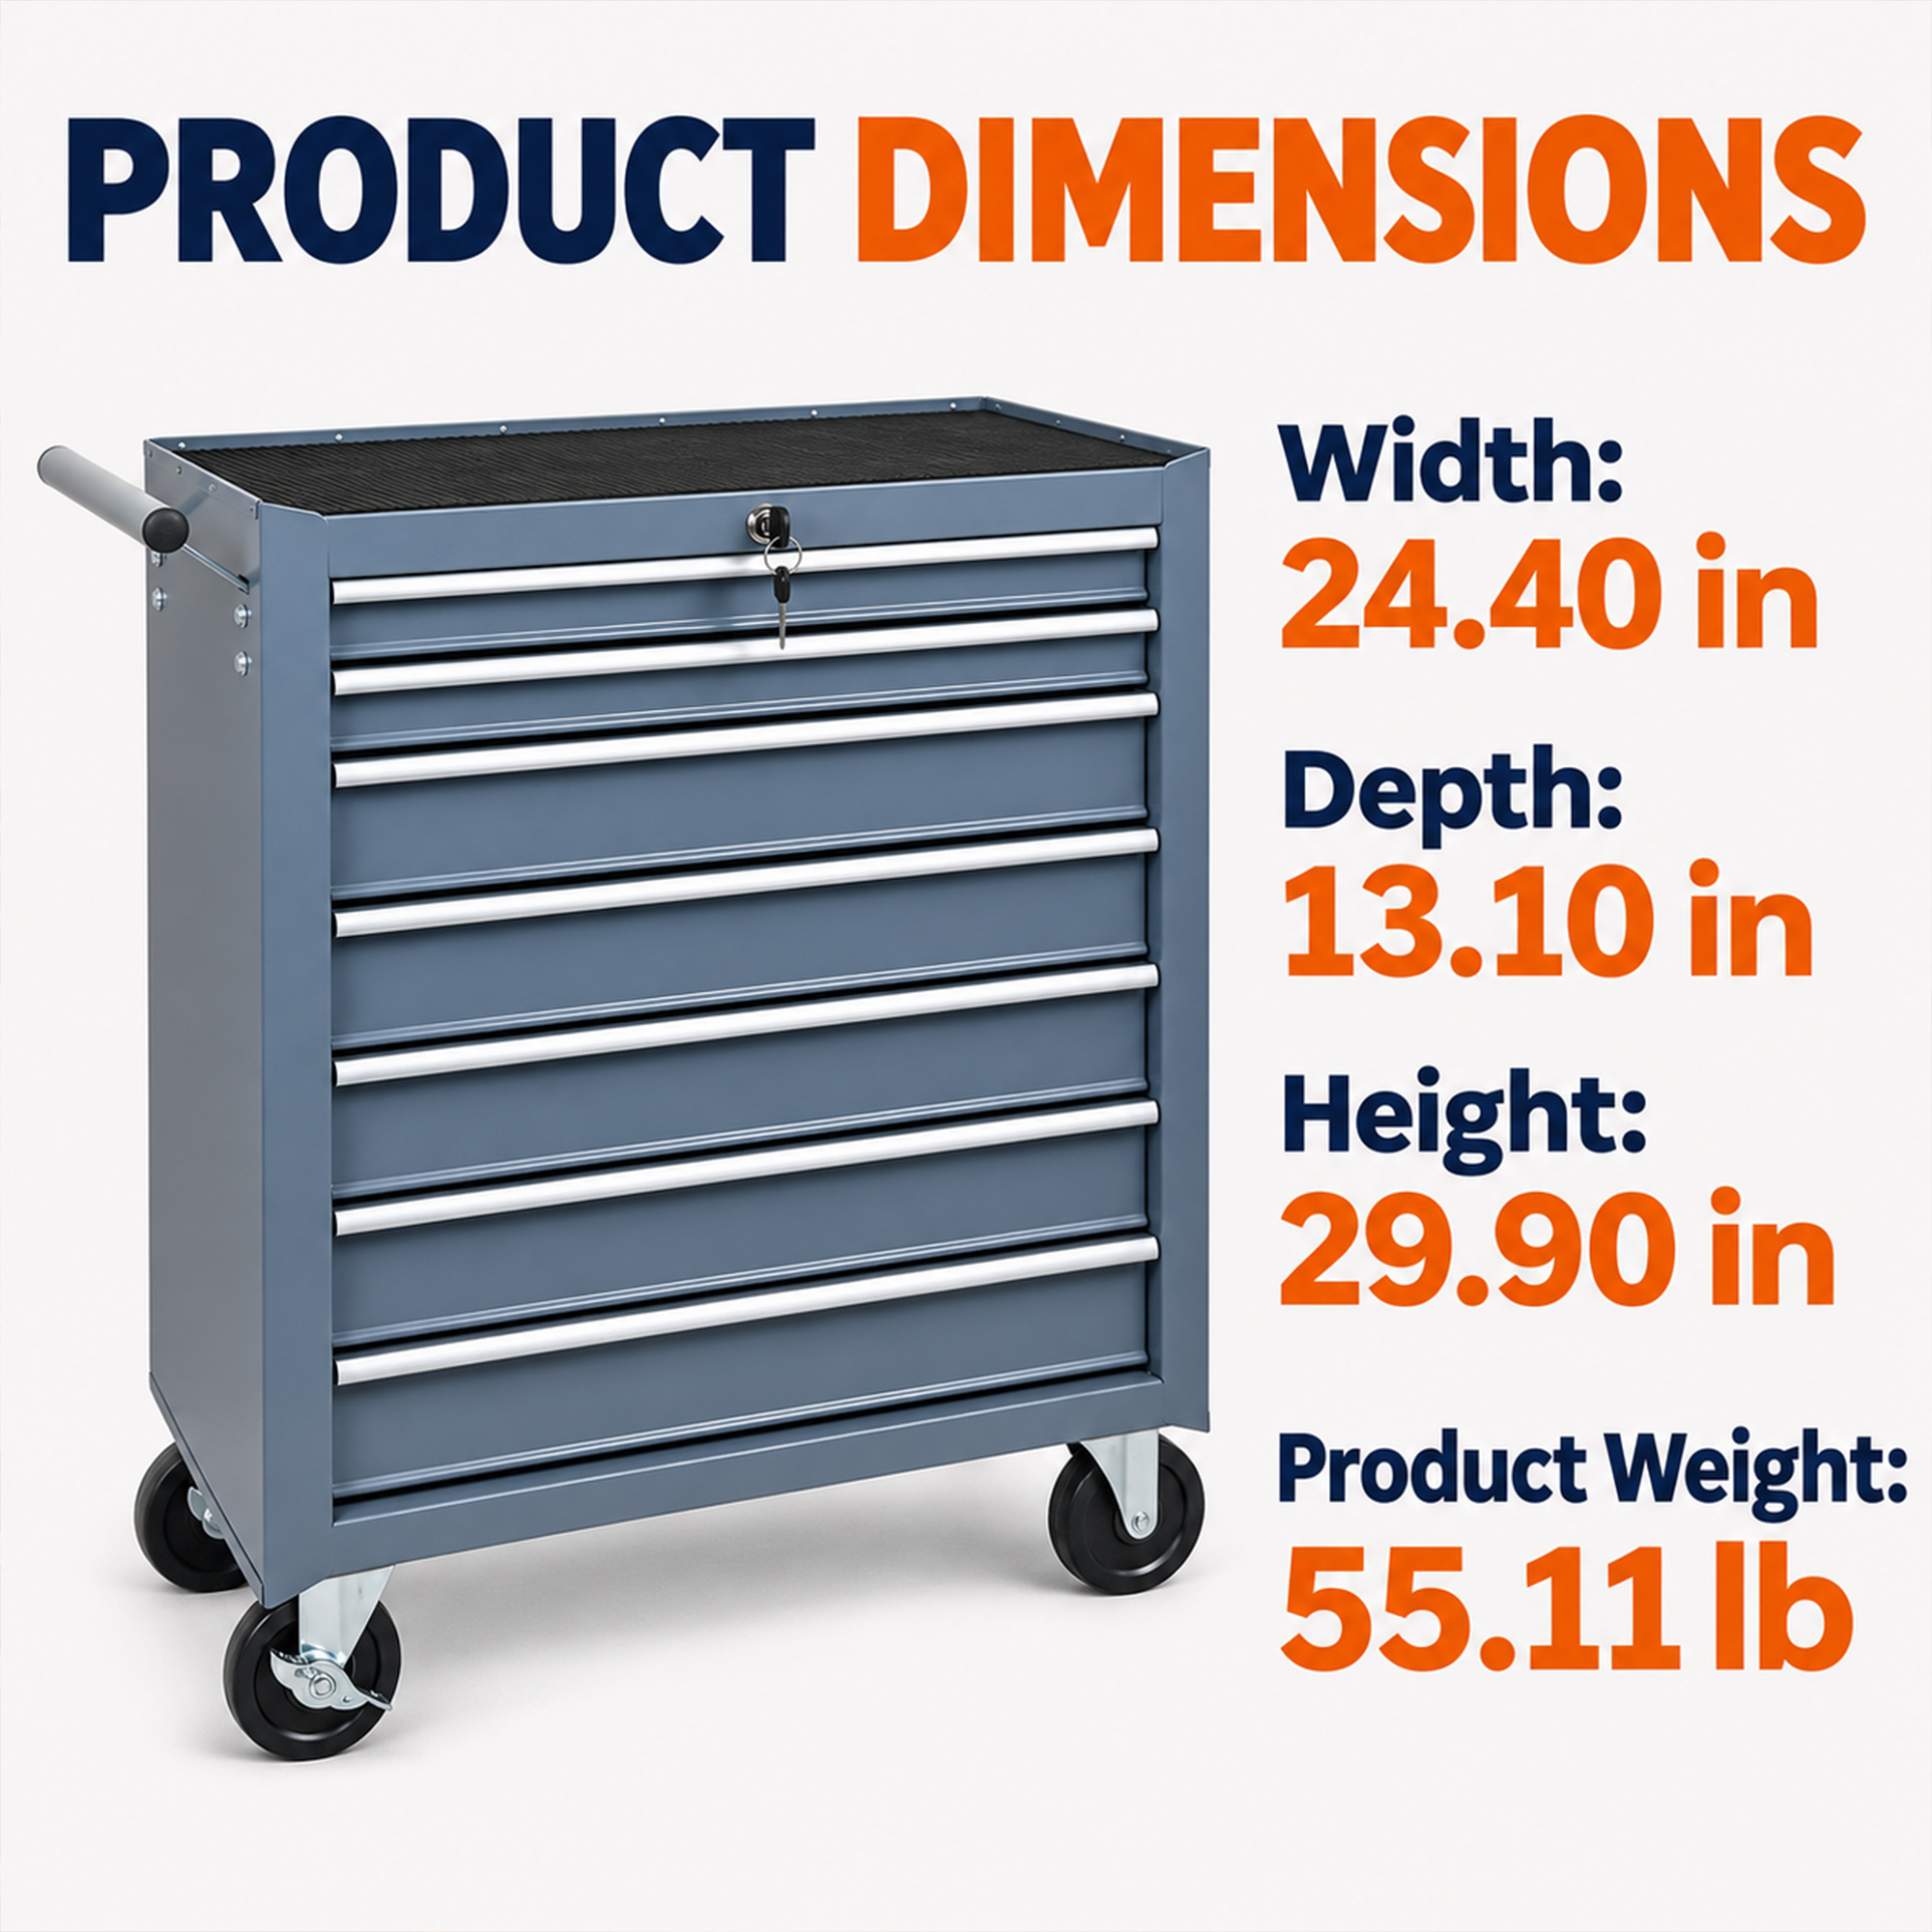 PRODUCT DIMENSIONS
Width:
24.40 in
Depth:
13.10 in
Height:
29.90 in
Product Weight:
55.11 lb